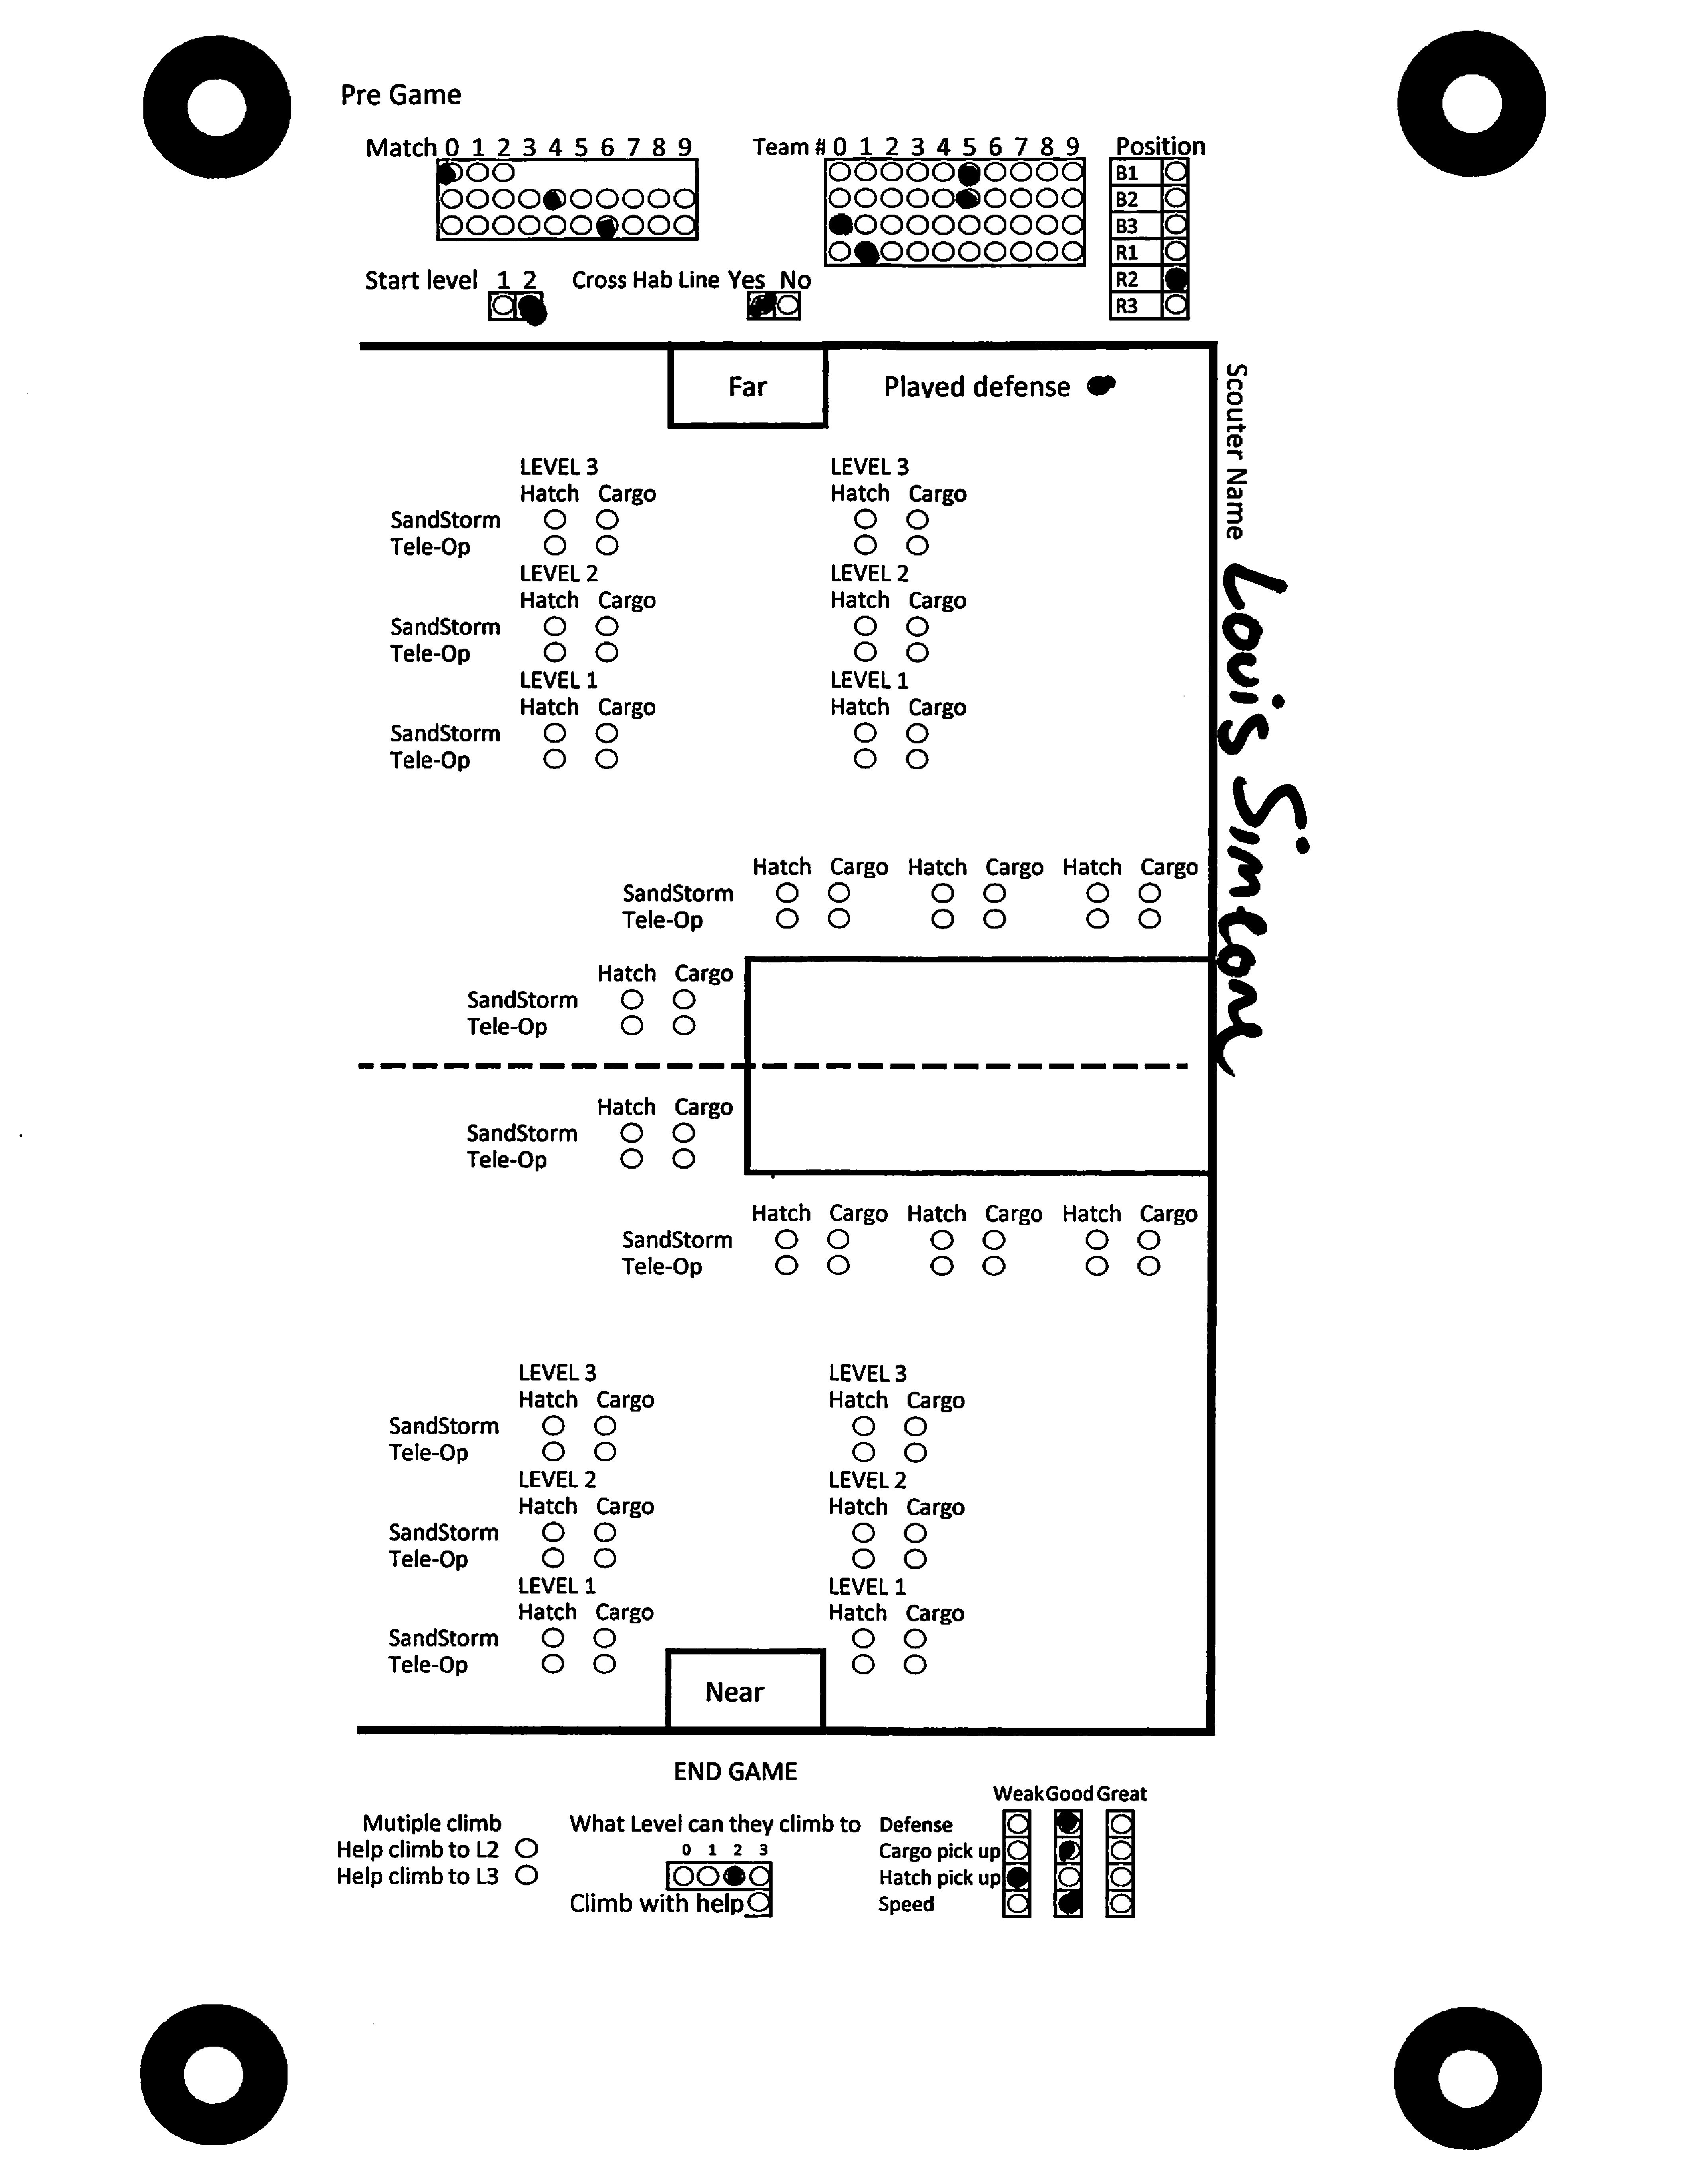 Pre Game
Match 0 1 2 3 4 5 6 7 8 9
Team # 0 1 2 3 4 5 6 7 8 9
Position
B1
B2
B3
R1
R2
R3
Start level 1 2
Cross Hab Line Yes No
Far
Played defense
Scouter Name Louis Simton
LEVEL 3 LEVEL 3
Hatch Cargo Hatch Cargo
SandStorm
Tele-Op
LEVEL 2 LEVEL 2
Hatch Cargo Hatch Cargo
SandStorm
Tele-Op
LEVEL 1 LEVEL 1
Hatch Cargo Hatch Cargo
SandStorm
Tele-Op
Hatch Cargo Hatch Cargo Hatch Cargo
SandStorm
Tele-Op
Hatch Cargo
SandStorm
Tele-Op
Hatch Cargo
SandStorm
Tele-Op
Hatch Cargo Hatch Cargo Hatch Cargo
SandStorm
Tele-Op
LEVEL 3 LEVEL 3
Hatch Cargo Hatch Cargo
SandStorm
Tele-Op
LEVEL 2 LEVEL 2
Hatch Cargo Hatch Cargo
SandStorm
Tele-Op
LEVEL 1 LEVEL 1
Hatch Cargo Hatch Cargo
SandStorm
Tele-Op
Near
END GAME
Mutiple climb
Help climb to L2
Help climb to L3
What Level can they climb to
0 1 2 3
Climb with help
Weak Good Great
Defense
Cargo pick up
Hatch pick up
Speed